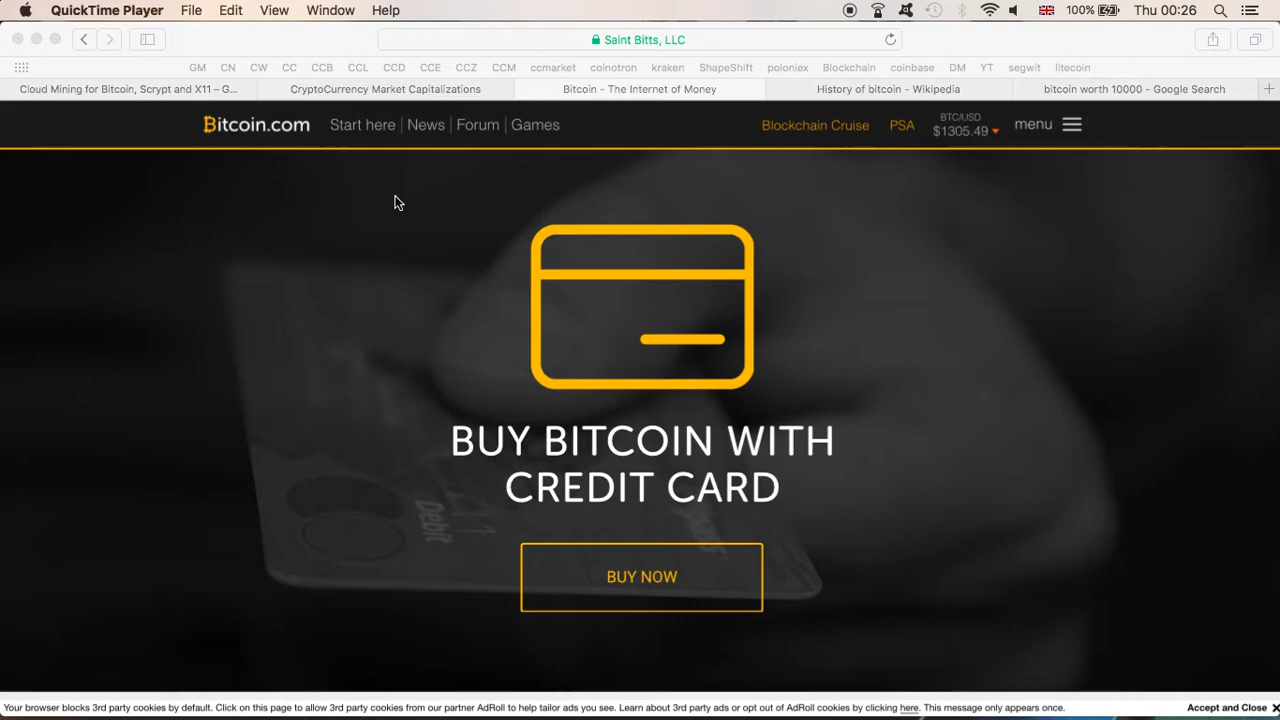 QuickTime Player File Edit View Window Help 100% Thu 00:26
Saint Bitts, LLC
GM CN CW CC CCB CCL CCD CCE CCZ CCM ccmarket coinotron kraken ShapeShift poloniex Blockchain coinbase DM YT segwit litecoin
Cloud Mining for Bitcoin, Scrypt and X11 – G... CryptoCurrency Market Capitalizations Bitcoin - The Internet of Money History of bitcoin - Wikipedia bitcoin worth 10000 - Google Search
Bitcoin.com Start here News Forum Games Blockchain Cruise PSA BTC/USD $1305.49 menu
BUY BITCOIN WITH
CREDIT CARD
Debit
BUY NOW
Your browser blocks 3rd party cookies by default. Click on this page to allow 3rd party cookies from our partner AdRoll to help tailor ads you see. Learn about 3rd party ads or opt out of AdRoll cookies by clicking here. This message only appears once. Accept and Close X